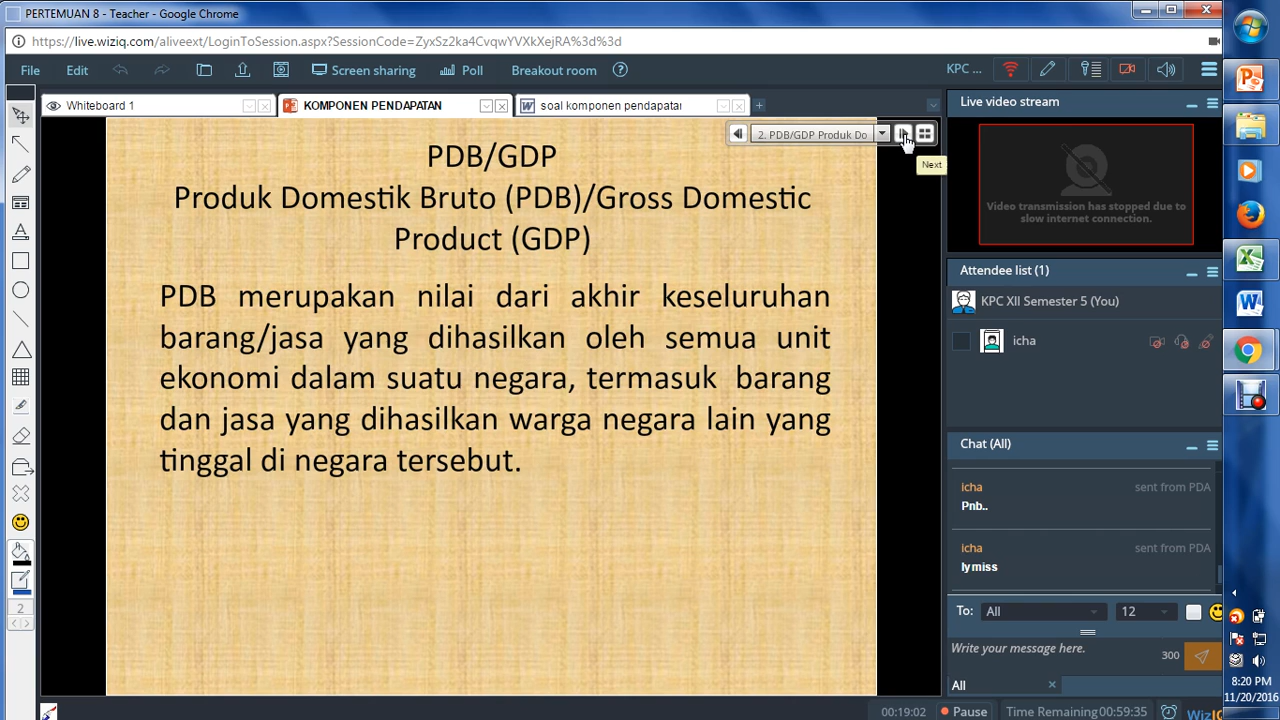 PERTEMUAN 8 - Teacher - Google Chrome
https://live.wiziq.com/aliveext/LoginToSession.aspx?SessionCode=ZyxSz2ka4CvqwYVXkXejRA%3d%3d
File Edit Screen sharing Poll Breakout room
KPC ...
Whiteboard 1 KOMPONEN PENDAPATAN soal komponen pendapatar
2. PDB/GDP Produk Do
Next
PDB/GDP
Produk Domestik Bruto (PDB)/Gross Domestic
Product (GDP)
PDB merupakan nilai dari akhir keseluruhan
barang/jasa yang dihasilkan oleh semua unit
ekonomi dalam suatu negara, termasuk barang
dan jasa yang dihasilkan warga negara lain yang
tinggal di negara tersebut.
Live video stream
Video transmission has stopped due to
slow internet connection.
Attendee list (1)
KPC XII Semester 5 (You)
icha
Chat (All)
icha sent from PDA
Pnb..
icha sent from PDA
Iymiss
To: All 12
Write your message here. 300
All
2
00:19:02 Pause Time Remaining 00:59:35
WizIQ
8:20 PM
11/20/2016